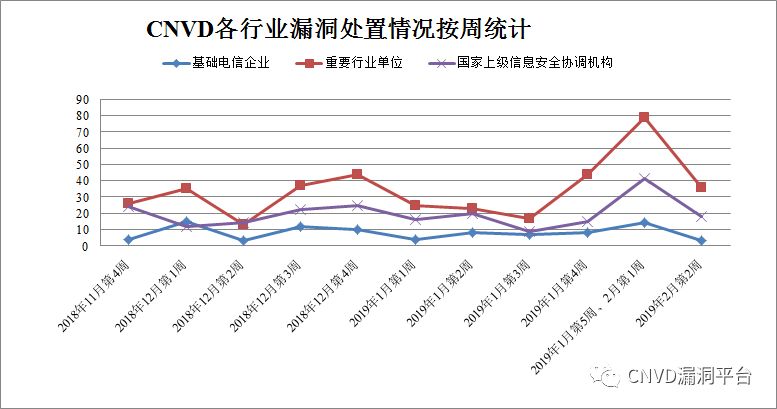 CNVD各行业漏洞处置情况按周统计
基础电信企业 重要行业单位 国家上级信息安全协调机构
90
80
70
60
50
40
30
20
10
0
2018年11月第4周
2018年12月第1周
2018年12月第2周
2018年12月第3周
2018年12月第4周
2019年1月第1周
2019年1月第2周
2019年1月第3周
2019年1月第4周
2019年1月第5周、2月第1周
2019年2月第2周
CNVD漏洞平台